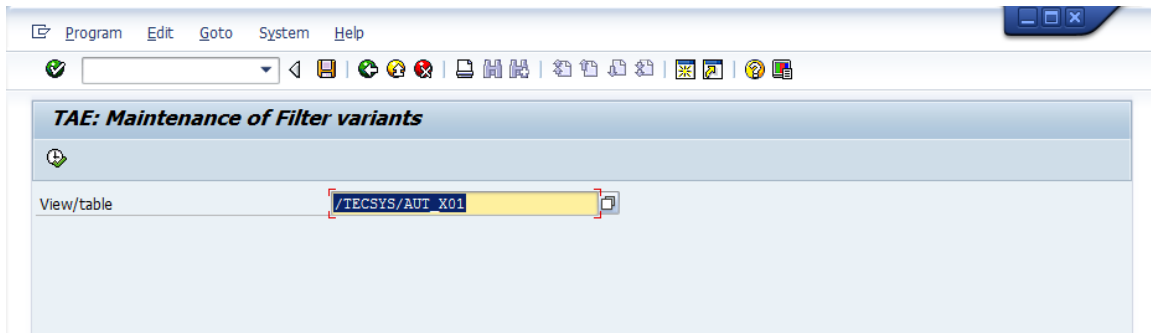 Program Edit Goto System Help
TAE: Maintenance of Filter variants
View/table /TECSYS/AUT_X01